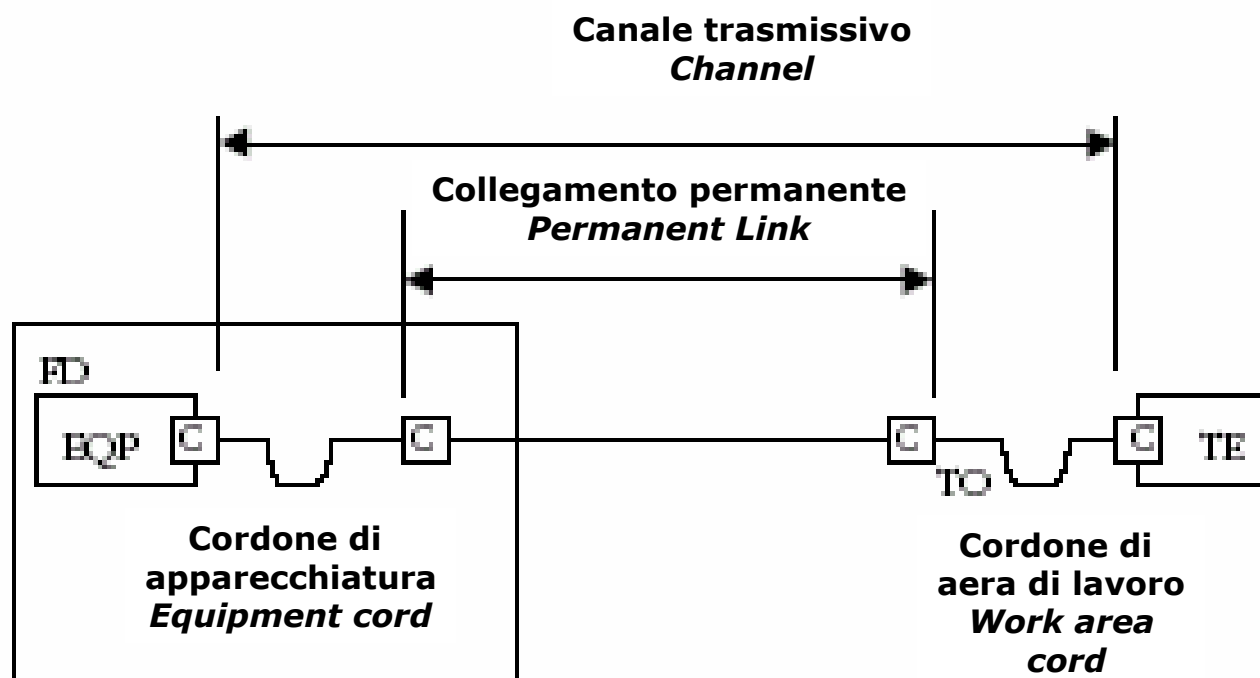 Canale trasmissivo
Channel
Collegamento permanente
Permanent Link
FD
EQP
C
C
C
C
TE
TO
Cordone di
apparecchiatura
Equipment cord
Cordone di
aera di lavoro
Work area
cord